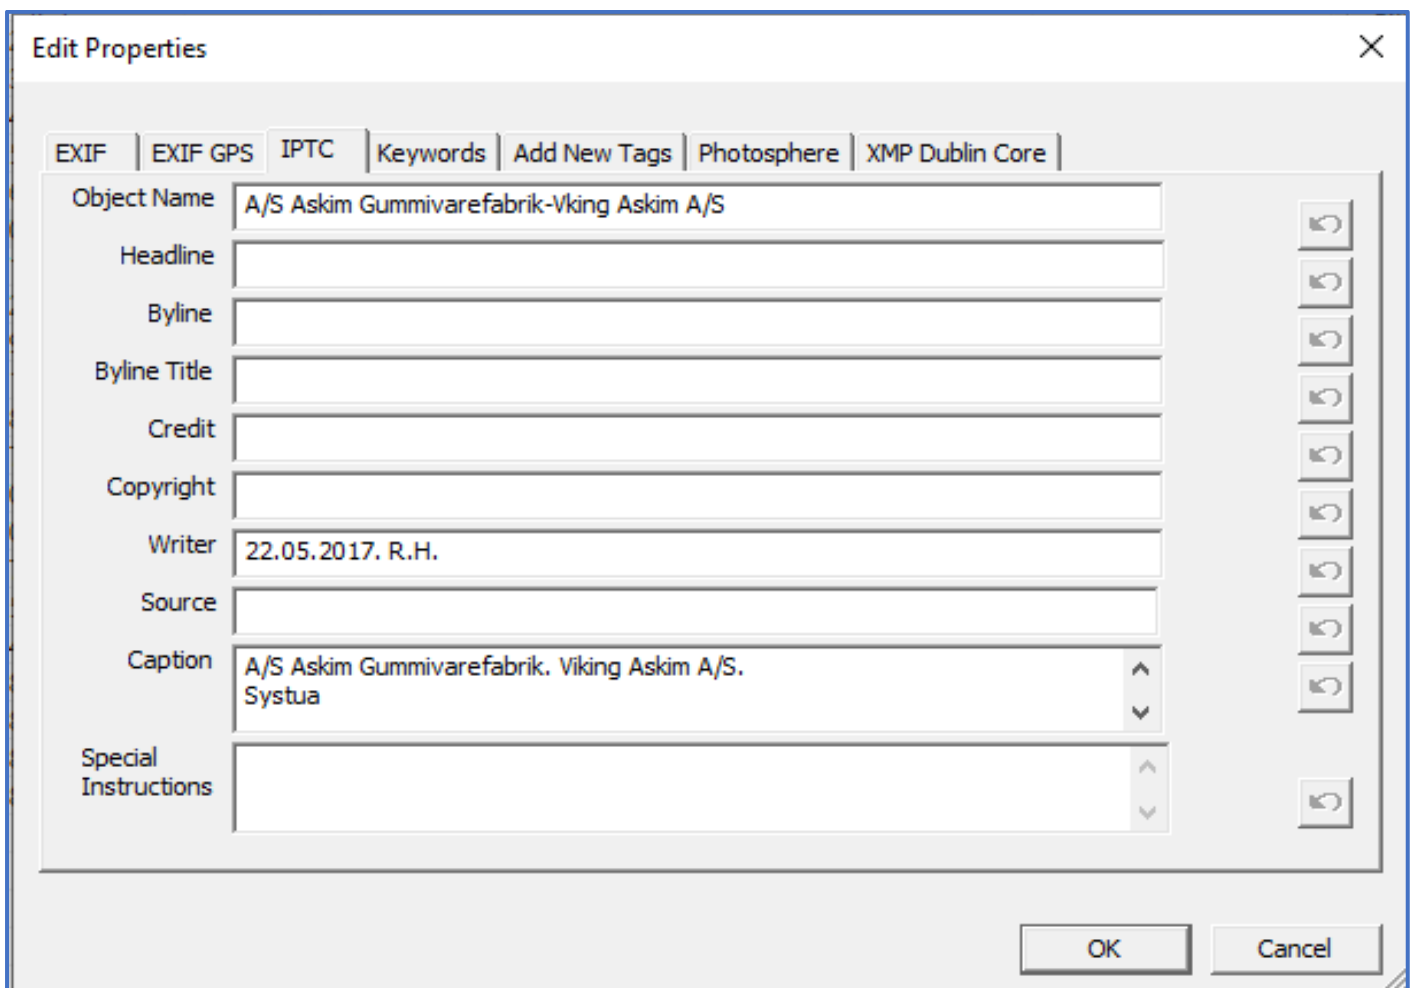 Edit Properties
EXIF EXIF GPS IPTC Keywords Add New Tags Photosphere XMP Dublin Core
Object Name A/S Askim Gummivarefabrik-Vking Askim A/S
Headline
Byline
Byline Title
Credit
Copyright
Writer 22.05.2017. R.H.
Source
Caption A/S Askim Gummivarefabrik. Viking Askim A/S.
Systua
Special
Instructions
OK Cancel